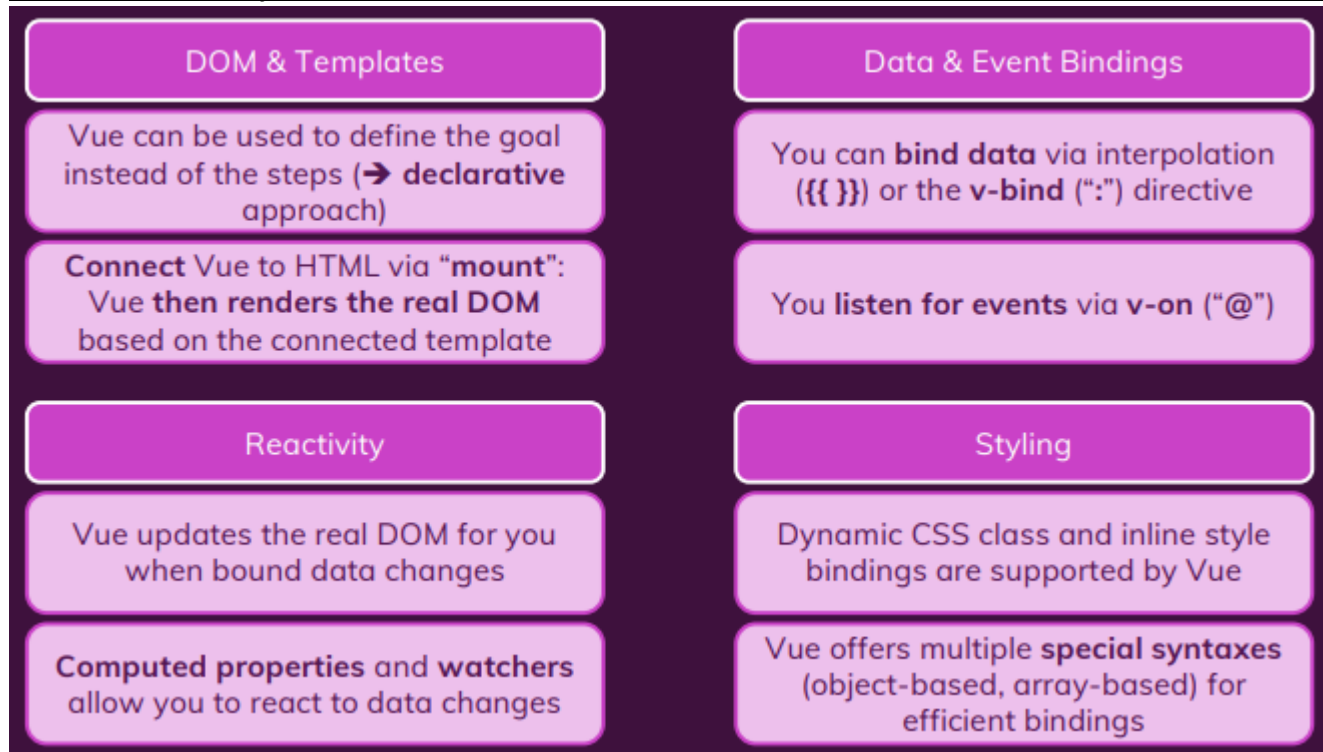 DOM & Templates
Vue can be used to define the goal
instead of the steps (➔ declarative
approach)
Connect Vue to HTML via “mount”:
Vue then renders the real DOM
based on the connected template
Data & Event Bindings
You can bind data via interpolation
({{ }}) or the v-bind (“:”) directive
You listen for events via v-on (“@”)
Reactivity
Vue updates the real DOM for you
when bound data changes
Computed properties and watchers
allow you to react to data changes
Styling
Dynamic CSS class and inline style
bindings are supported by Vue
Vue offers multiple special syntaxes
(object-based, array-based) for
efficient bindings